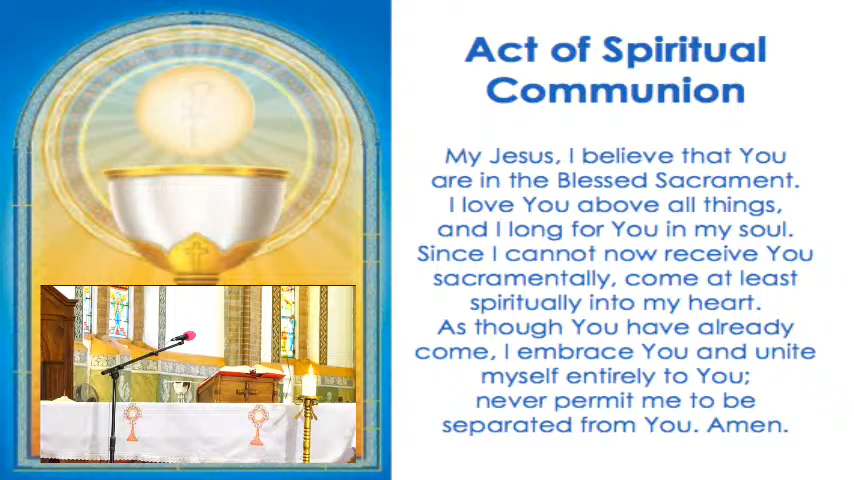 Act of Spiritual
Communion
My Jesus, I believe that You
are in the Blessed Sacrament.
I love You above all things,
and I long for You in my soul.
Since I cannot now receive You
sacramentally, come at least
spiritually into my heart.
As though You have already
come, I embrace You and unite
myself entirely to You;
never permit me to be
separated from You. Amen.